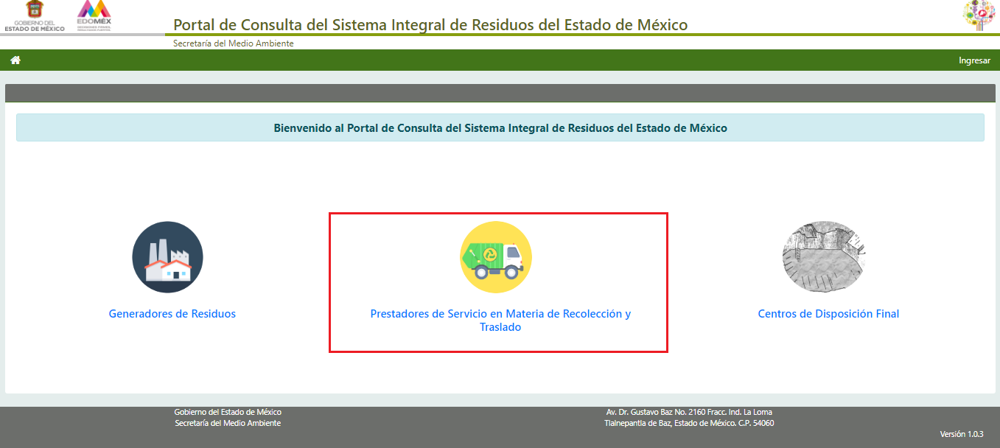 GOBIERNO DEL
ESTADO DE MÉXICO
EDOMÉX
Portal de Consulta del Sistema Integral de Residuos del Estado de México
Secretaría del Medio Ambiente
Ingresar
Bienvenido al Portal de Consulta del Sistema Integral de Residuos del Estado de México
Generadores de Residuos
Prestadores de Servicio en Materia de Recolección y
Traslado
Centros de Disposición Final
Gobierno del Estado de México
Secretaría del Medio Ambiente
Av. Dr. Gustavo Baz No. 2160 Fracc. Ind. La Loma
Tlalnepantla de Baz, Estado de México. C.P. 54060
Versión 1.0.3